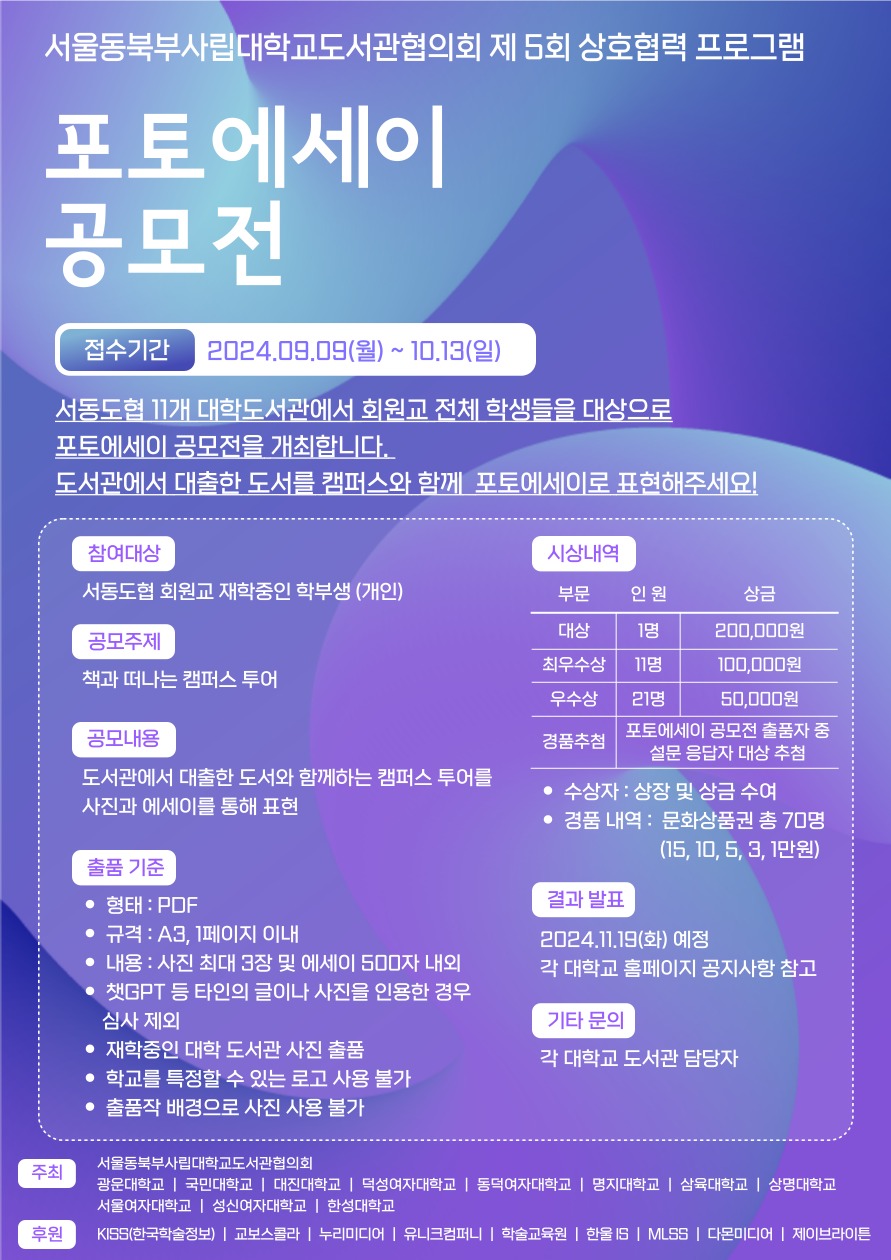 서울동북부사립대학교도서관협의회 제 5회 상호협력 프로그램
포토에세이
공모전
접수기간 2024.09.09(월) ~ 10.13(일)
서동도협 11개 대학도서관에서 회원교 전체 학생들을 대상으로
포토에세이 공모전을 개최합니다.
도서관에서 대출한 도서를 캠퍼스와 함께 포토에세이로 표현해주세요!
참여대상
서동도협 회원교 재학중인 학부생 (개인)
공모주제
책과 떠나는 캠퍼스 투어
공모내용
도서관에서 대출한 도서와 함께하는 캠퍼스 투어를
사진과 에세이를 통해 표현
출품 기준
• 형태 : PDF
• 규격 : A3, 1페이지 이내
• 내용 : 사진 최대 3장 및 에세이 500자 내외
• 챗GPT 등 타인의 글이나 사진을 인용한 경우
심사 제외
• 재학중인 대학 도서관 사진 출품
• 학교를 특정할 수 있는 로고 사용 불가
• 출품작 배경으로 사진 사용 불가
시상내역
부문 인 원 상금
대상 1명 200,000원
최우수상 11명 100,000원
우수상 21명 50,000원
경품추첨 포토에세이 공모전 출품자 중
설문 응답자 대상 추첨
• 수상자 : 상장 및 상금 수여
• 경품 내역 : 문화상품권 총 70명
(15, 10, 5, 3, 1만원)
결과 발표
2024.11.19(화) 예정
각 대학교 홈페이지 공지사항 참고
기타 문의
각 대학교 도서관 담당자
주최 서울동북부사립대학교도서관협의회
광운대학교 | 국민대학교 | 대진대학교 | 덕성여자대학교 | 동덕여자대학교 | 명지대학교 | 삼육대학교 | 상명대학교
서울여자대학교 | 성신여자대학교 | 한성대학교
후원 KISS(한국학술정보) | 교보스콜라 | 누리미디어 | 유니크컴퍼니 | 학술교육원 | 한울 IS | MLSS | 다몬미디어 | 제이브라이튼